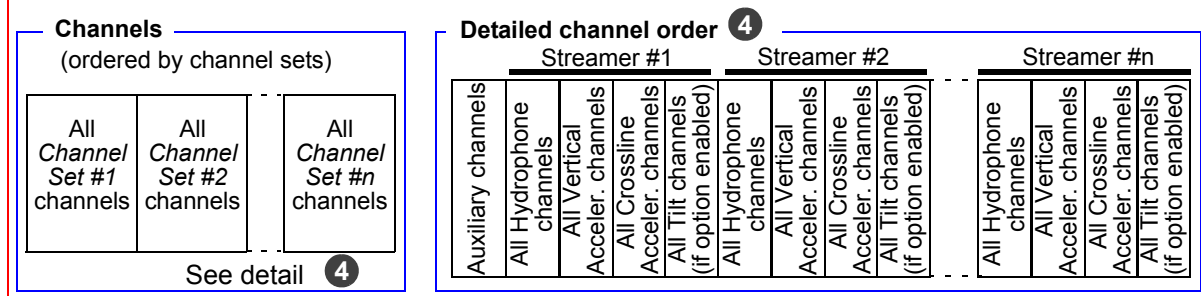 Channels
(ordered by channel sets)
All
Channel
Set #1
channels
All
Channel
Set #2
channels
All
Channel
Set #n
channels
See detail 4
Detailed channel order 4
Streamer #1
Streamer #2
Streamer #n
Auxiliary channels
All Hydrophone
channels
All Vertical
Acceler. channels
All Crossline
Acceler. channels
All Tilt channels
(if option enabled)
All Hydrophone
channels
All Vertical
Acceler. channels
All Crossline
Acceler. channels
All Tilt channels
(if option enabled)
All Hydrophone
channels
All Vertical
Acceler. channels
All Crossline
Acceler. channels
All Tilt channels
(if option enabled)